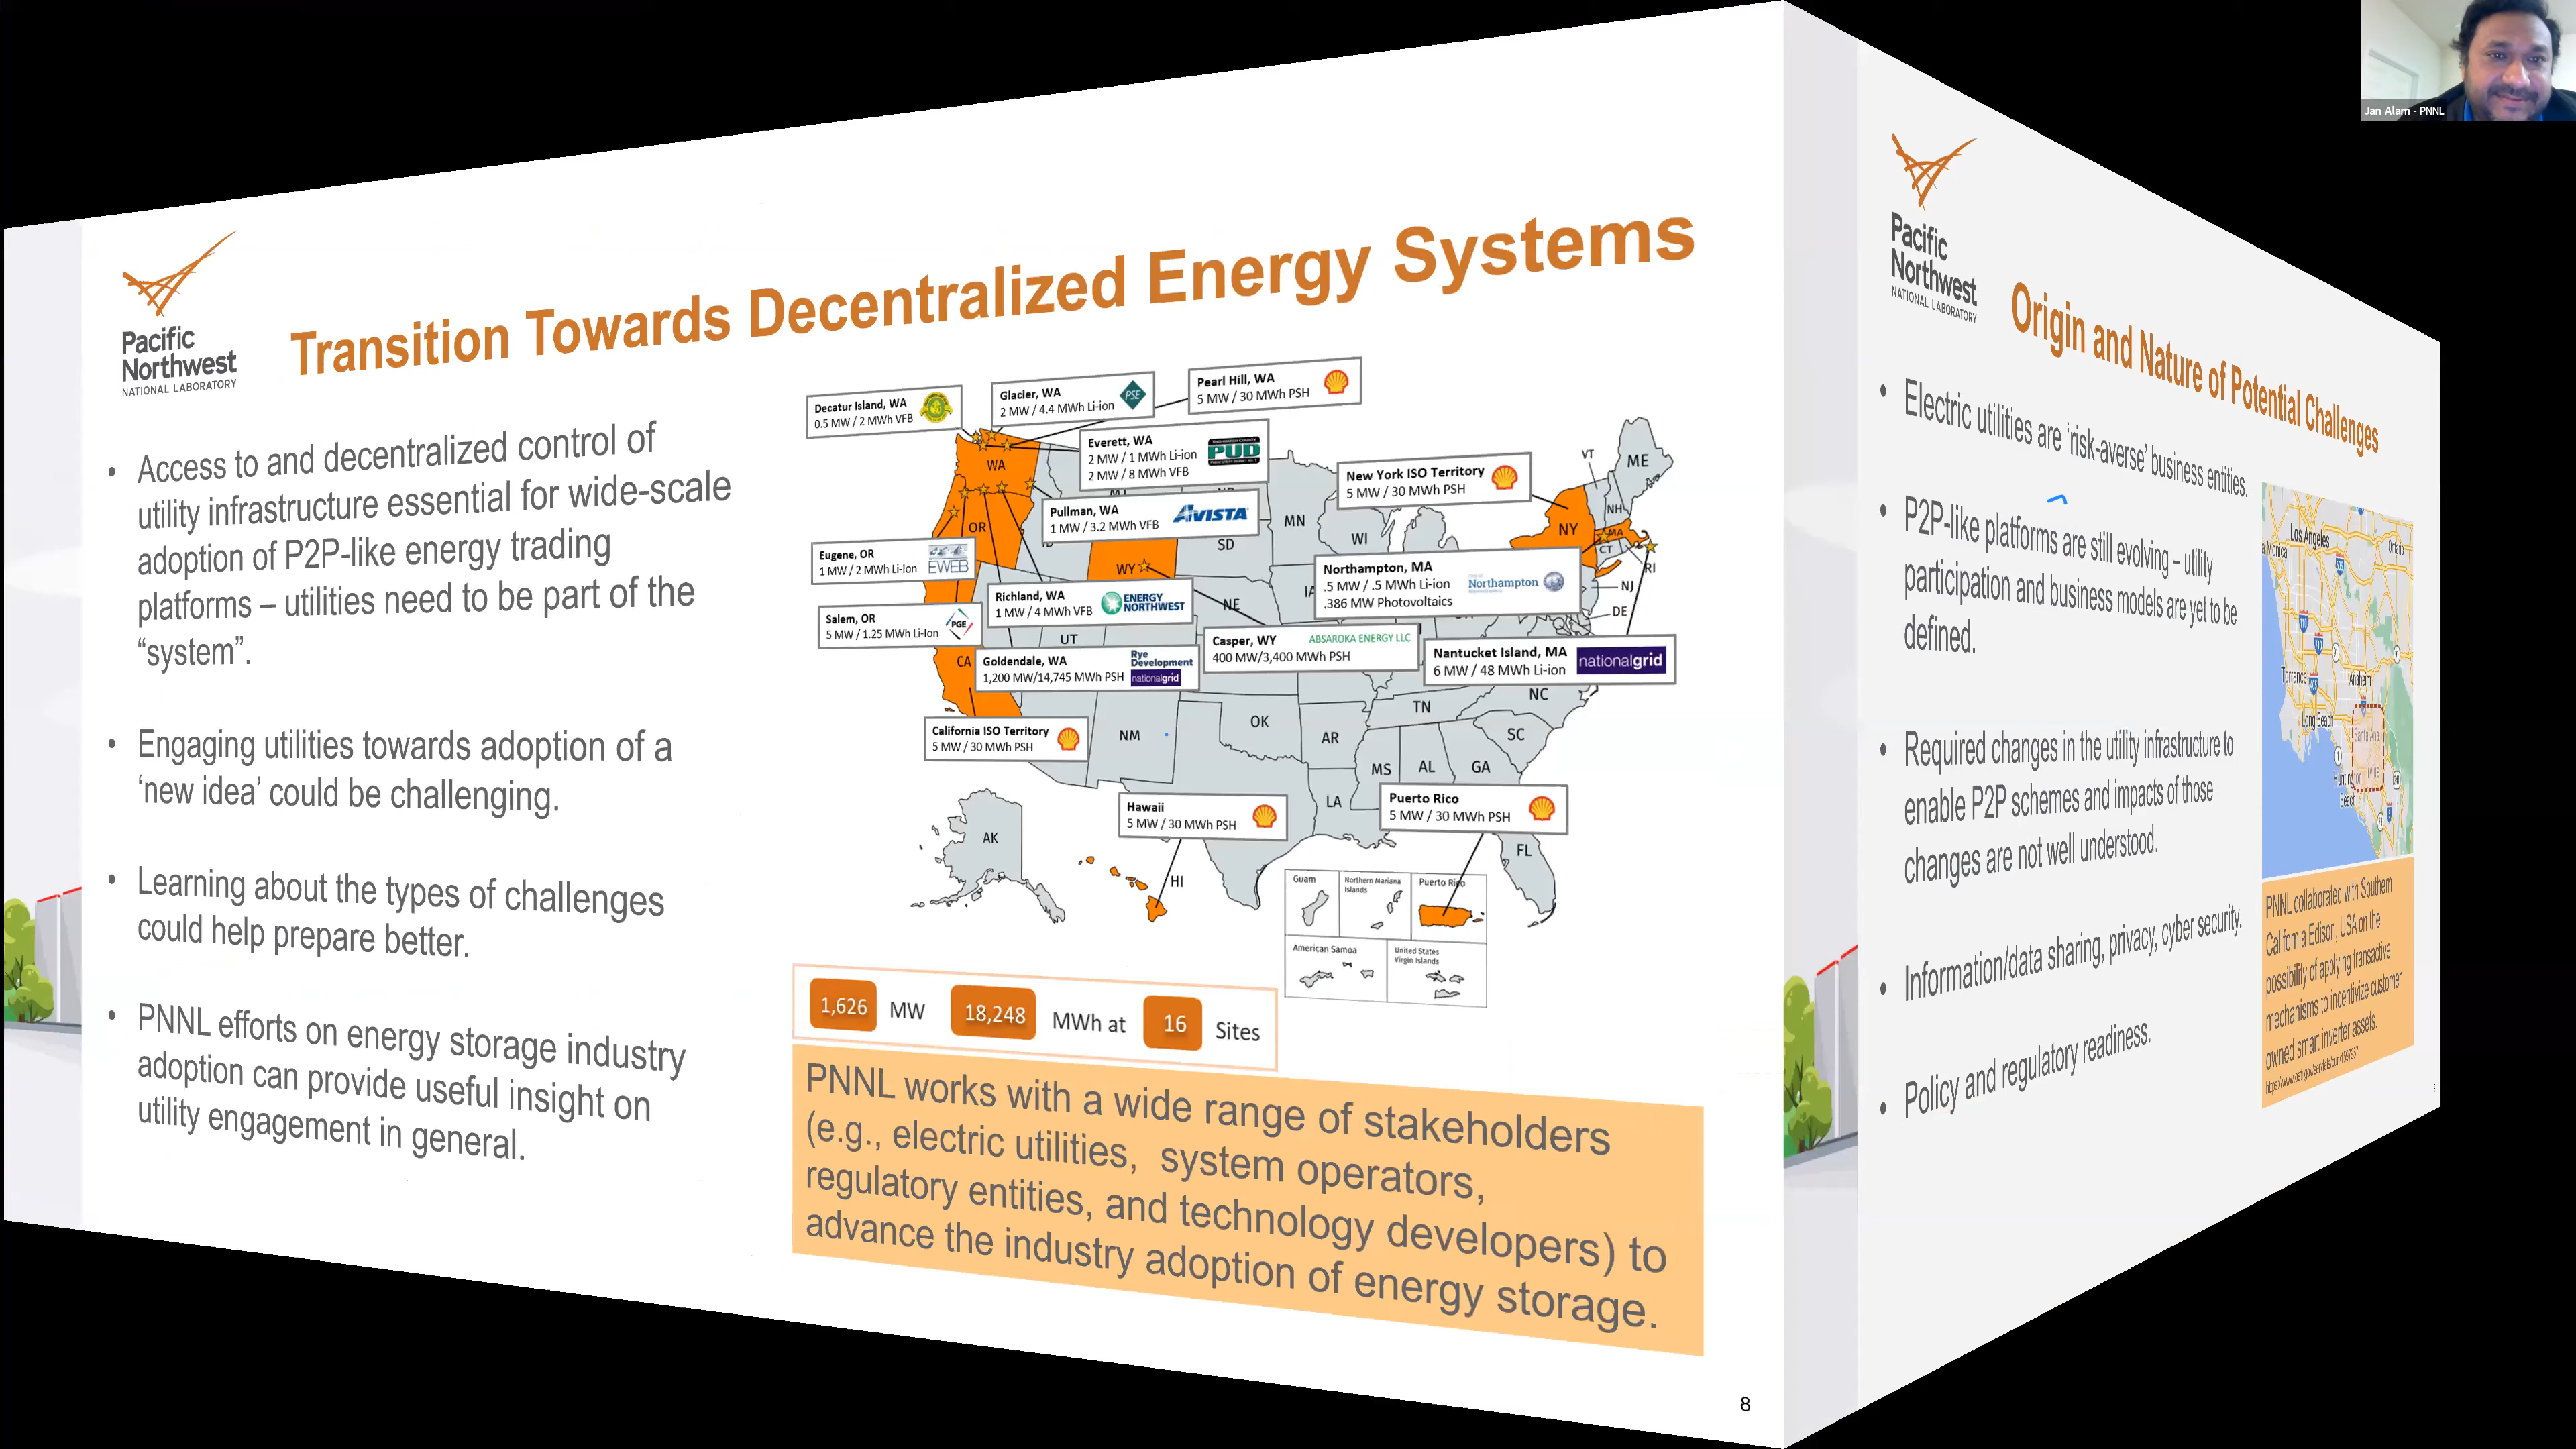 Jan Alam - PNNL
Pacific
Northwest
NATIONAL LABORATORY
Transition Towards Decentralized Energy Systems
• Access to and decentralized control of
utility infrastructure essential for wide-scale
adoption of P2P-like energy trading
platforms – utilities need to be part of the
“system”.
• Engaging utilities towards adoption of a
‘new idea’ could be challenging.
• Learning about the types of challenges
could help prepare better.
• PNNL efforts on energy storage industry
adoption can provide useful insight on
utility engagement in general.
Decatur Island, WA
0.5 MW / 2 MWh VFB
Glacier, WA
2 MW / 4.4 MWh Li-ion
PSE
Pearl Hill, WA
5 MW / 30 MWh PSH
Everett, WA
2 MW / 1 MWh Li-ion
2 MW / 8 MWh VFB
PUD
Pullman, WA
1 MW / 3.2 MWh VFB
AVISTA
New York ISO Territory
5 MW / 30 MWh PSH
Eugene, OR
1 MW / 2 MWh Li-Ion
EWEB
Richland, WA
1 MW / 4 MWh VFB
ENERGY
NORTHWEST
Northampton, MA
.5 MW / .5 MWh Li-ion
.386 MW Photovoltaics
Northampton
Salem, OR
5 MW / 1.25 MWh Li-Ion
PGE
Goldendale, WA
1,200 MW/14,745 MWh PSH
Rye
Development
nationalgrid
Casper, WY
400 MW/3,400 MWh PSH
ABSAROKA ENERGY LLC
Nantucket Island, MA
6 MW / 48 MWh Li-ion
nationalgrid
California ISO Territory
5 MW / 30 MWh PSH
Hawaii
5 MW / 30 MWh PSH
Puerto Rico
5 MW / 30 MWh PSH
WA
OR
CA
UT
WY
SD
NE
MN
WI
NM
OK
AR
LA
MS
AL
GA
TN
NC
SC
FL
NY
VT
ME
NH
MA
CT
RI
NJ
DE
AK
HI
IA
Guam
Northern Mariana
Islands
Puerto Rico
American Samoa
United States
Virgin Islands
1,626 MW 18,248 MWh at 16 Sites
PNNL works with a wide range of stakeholders
(e.g., electric utilities, system operators,
regulatory entities, and technology developers) to
advance the industry adoption of energy storage.
8
Pacific
Northwest
NATIONAL LABORATORY
Origin and Nature of Potential Challenges
• Electric utilities are ‘risk-averse’ business entities.
• P2P-like platforms are still evolving – utility
participation and business models are yet to be
defined.
• Required changes in the utility infrastructure to
enable P2P schemes and impacts of those
changes are not well understood.
• Information/data sharing, privacy, cyber security.
• Policy and regulatory readiness.
Los Angeles
Ontario
Torrance
Anaheim
Long Beach
Santa Ana
Irvine
Beach
PNNL collaborated with Southern
California Edison, USA on the
possibility of applying transactive
mechanisms to incentivize customer
owned smart inverter assets.